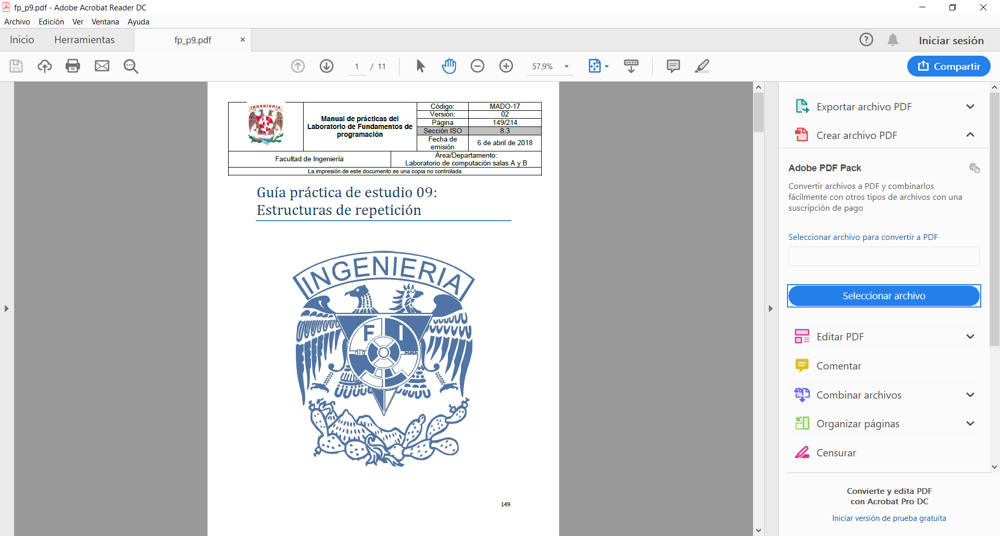 fp_p9.pdf - Adobe Acrobat Reader DC
Archivo Edición Ver Ventana Ayuda
Inicio Herramientas fp_p9.pdf × Iniciar sesión
1 / 11 57.9% Compartir
INGENIERIA
F I
Manual de prácticas del
Laboratorio de Fundamentos de
programación
Código: MADO-17
Versión: 02
Página 149/214
Sección ISO 8.3
Fecha de
emisión
6 de abril de 2018
Facultad de Ingeniería
Área/Departamento:
Laboratorio de computación salas A y B
La impresión de este documento es una copia no controlada
Guía práctica de estudio 09:
Estructuras de repetición
INGENIERIA
F I
149
Exportar archivo PDF
Crear archivo PDF
Adobe PDF Pack
Convertir archivos a PDF y combinarlos
fácilmente con otros tipos de archivos con una
suscripción de pago
Seleccionar archivo para convertir a PDF
Seleccionar archivo
Editar PDF
Comentar
Combinar archivos
Organizar páginas
Censurar
Convierte y edita PDF
con Acrobat Pro DC
Iniciar versión de prueba gratuita